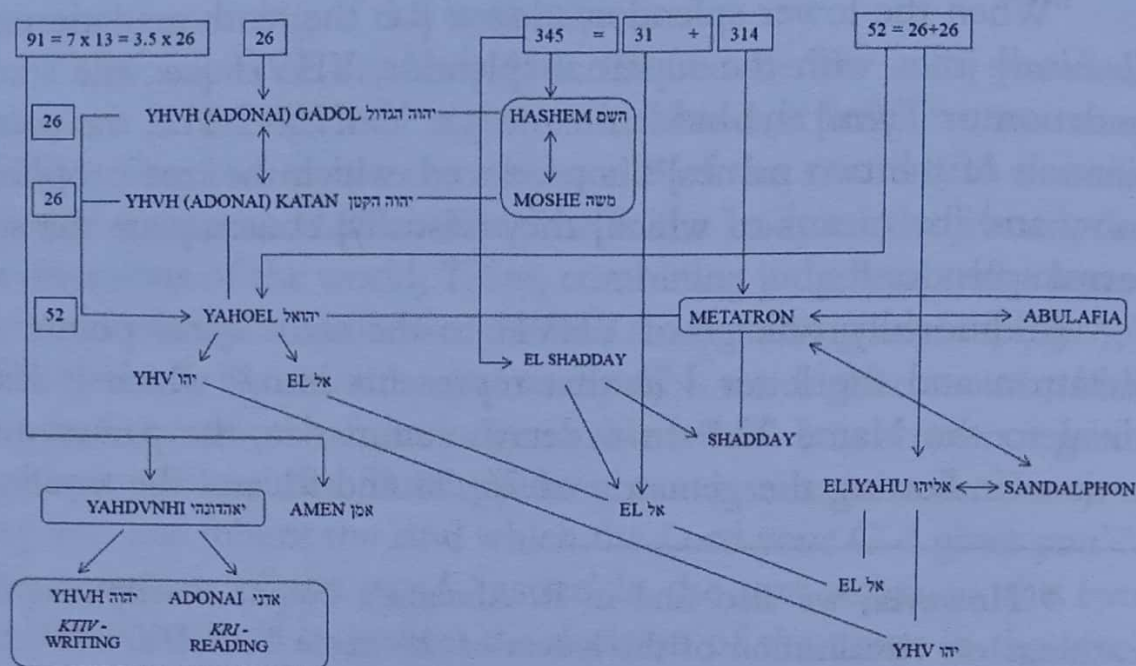 91 = 7 x 13 = 3.5 x 26
26
345 = 31 + 314
52 = 26+26
26
YHVH (ADONAI) GADOL יהוה הגדול
HASHEM השם
26
YHVH (ADONAI) KATAN יהוה הקטן
MOSHE משה
52
YAHOEL יהואל
METATRON
ABULAFIA
YHV יהו
EL אל
EL SHADDAY
SHADDAY
YAHDVNHI יאהדונהי
AMEN אמן
EL אל
ELIYAHU אליהו
SANDALPHON
YHVH יהוה
ADONAI אדני
KTIV-
WRITING
KRI-
READING
EL אל
YHV יהו